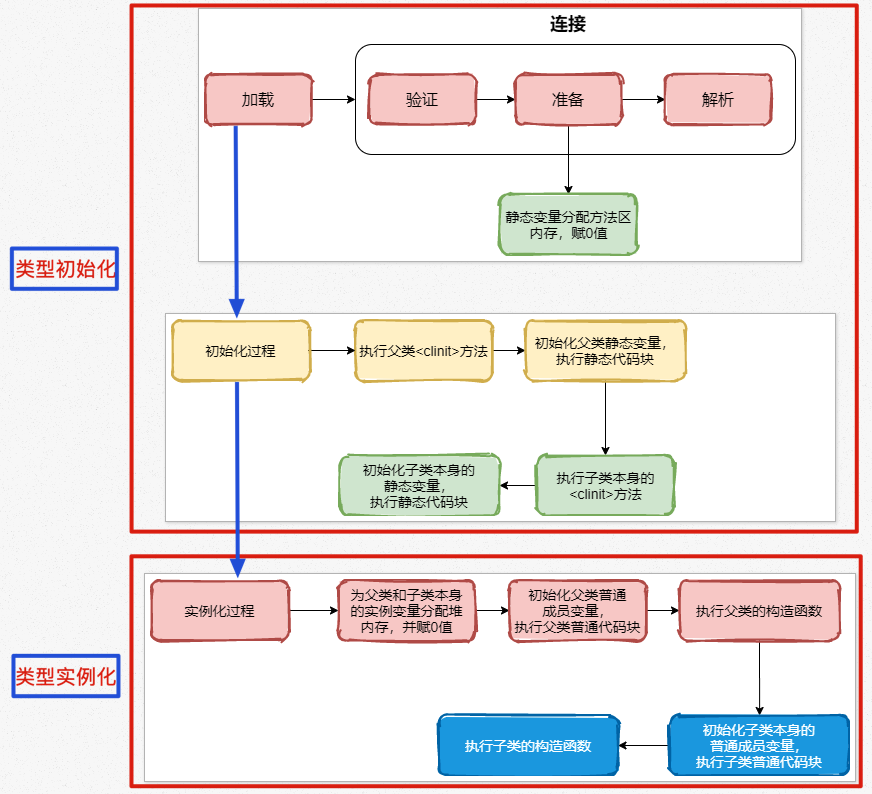 连接
加载
验证
准备
解析
静态变量分配方法区
内存，赋0值
类型初始化
初始化过程
执行父类<clinit>方法
初始化父类静态变量，
执行静态代码块
初始化子类本身的
静态变量，
执行静态代码块
执行子类本身的
<clinit>方法
实例化过程
为父类和子类本身
的实例变量分配堆
内存，并赋0值
初始化父类普通
成员变量，
执行父类普通代码块
执行父类的构造函数
类型实例化
执行子类的构造函数
初始化子类本身的
普通成员变量，
执行子类普通代码块